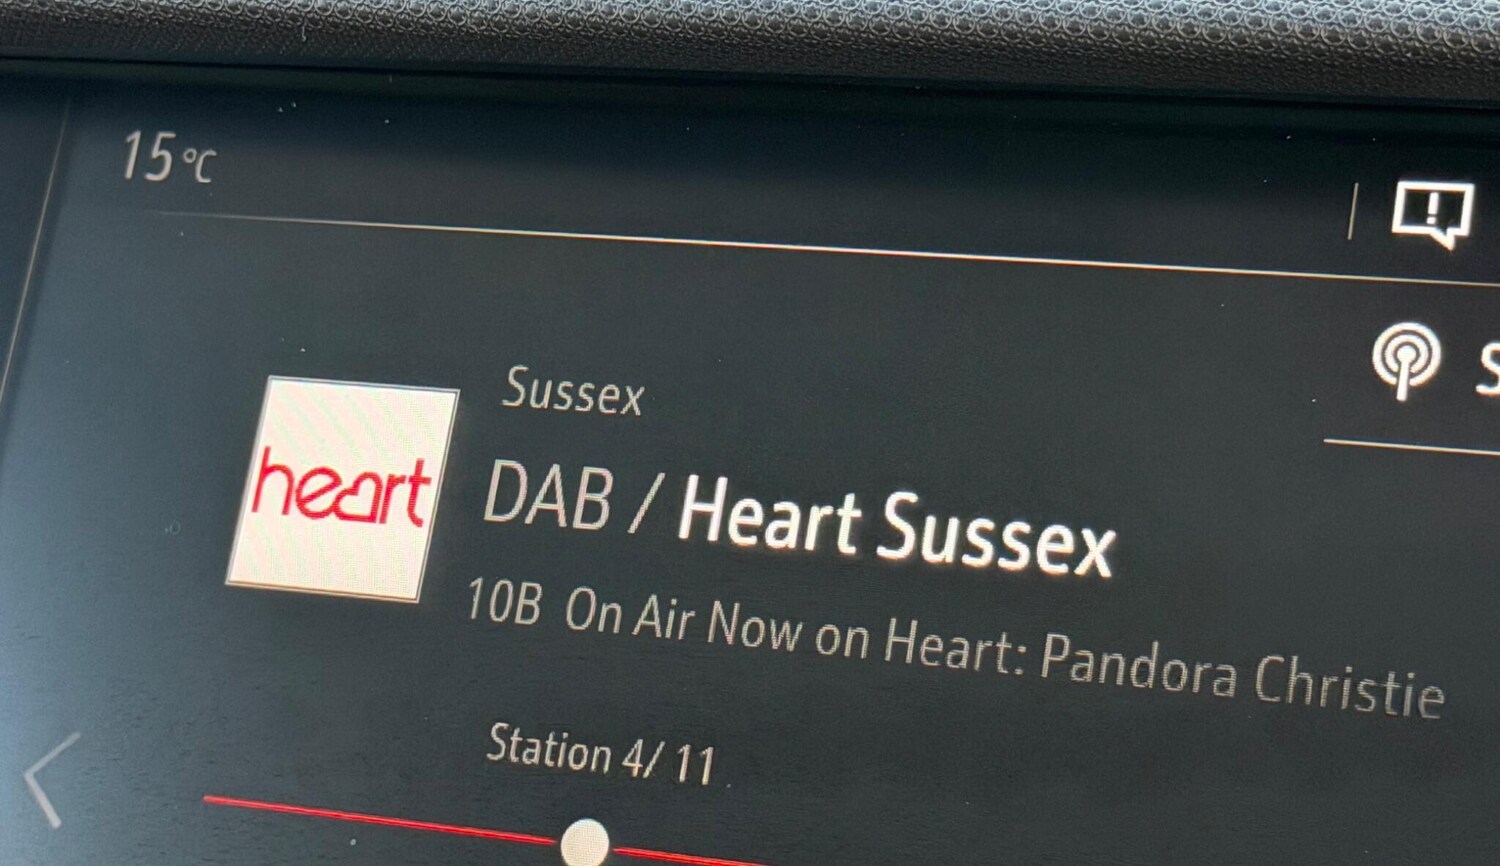 15°C
S
Sussex
heart
DAB / Heart Sussex
10B On Air Now on Heart: Pandora Christie
Station 4/ 11